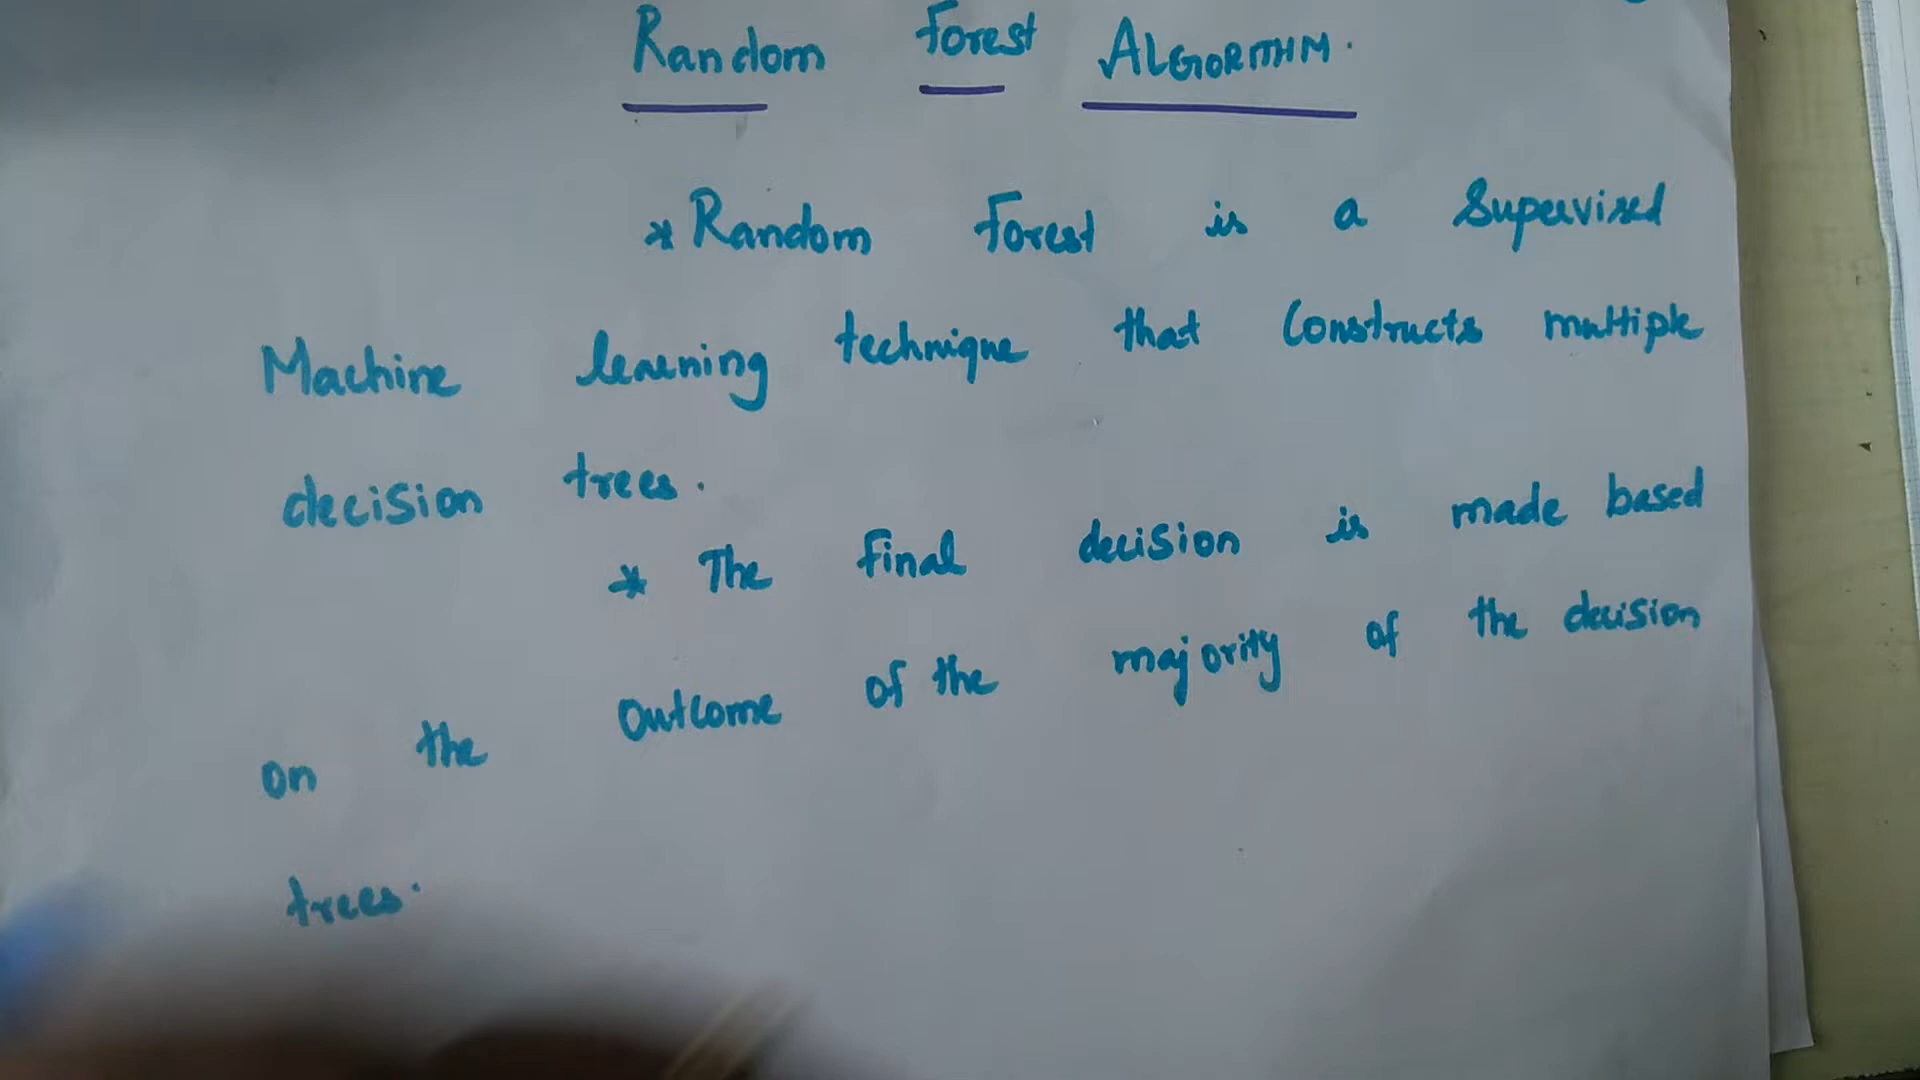 Random Forest ALGORITHM.
* Random Forest is a Supervised
Machine learning technique that Constructs multiple
decision trees.
* The final decision is made based
on the outcome of the majority of the decision
trees.